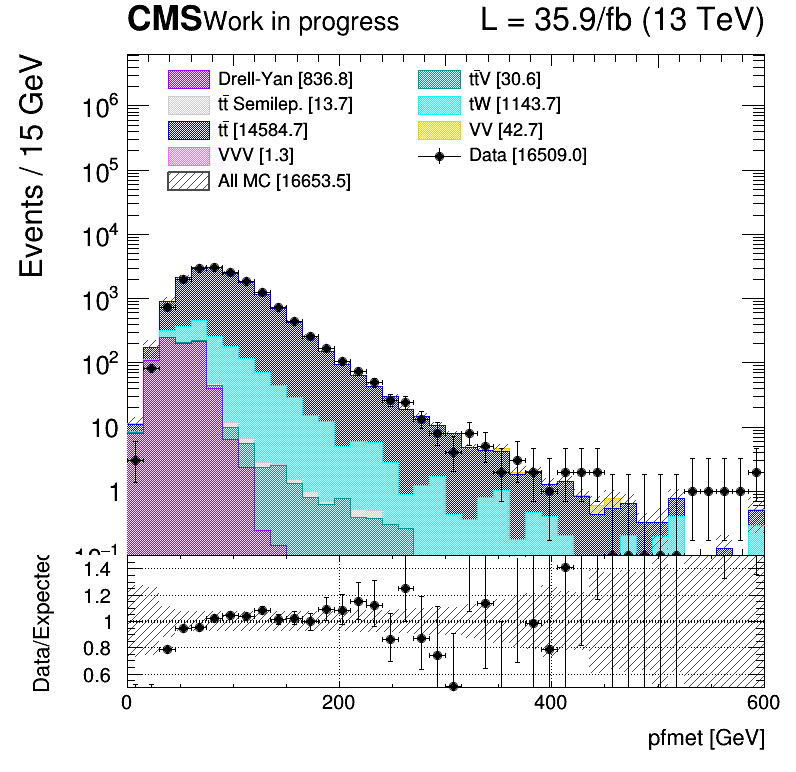 CMS Work in progress L = 35.9/fb (13 TeV)
Drell-Yan [836.8] tt̄V [30.6]
tt̄ Semilep. [13.7] tW [1143.7]
tt̄ [14584.7] VV [42.7]
VVV [1.3] Data [16509.0]
All MC [16653.5]
Events / 15 GeV
10⁶
10⁵
10⁴
10³
10²
10
1
10⁻¹
Data/Expected
1.4
1.2
1
0.8
0.6
0 200 400 600
pfmet [GeV]